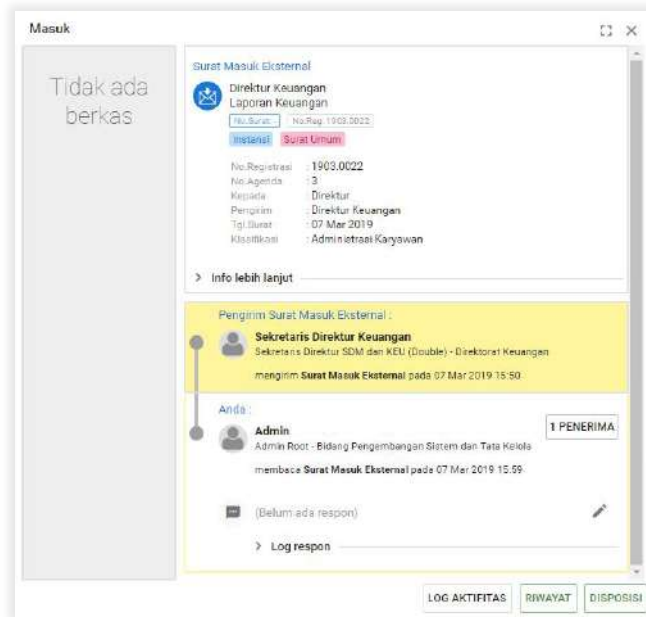 Masuk
Tidak ada
berkas
Surat Masuk Eksternal
Direktur Keuangan
Laporan Keuangan
No.Surat: - No.Reg: 1903.0022
Instansi Surat Umum
No.Registrasi : 1903.0022
No.Agenda : 3
Kepada : Direktur
Pengirim : Direktur Keuangan
Tgl.Surat : 07 Mar 2019
Klasifikasi : Administrasi Karyawan
Info lebih lanjut
Pengirim Surat Masuk Eksternal :
Sekretaris Direktur Keuangan
Sekretaris Direktur SDM dan KEU (Double) - Direktorat Keuangan
mengirim Surat Masuk Eksternal pada 07 Mar 2019 15:50
Anda :
Admin
1 PENERIMA
Admin Root - Bidang Pengembangan Sistem dan Tata Kelola
membaca Surat Masuk Eksternal pada 07 Mar 2019 15:59
(Belum ada respon)
Log respon
LOG AKTIFITAS RIWAYAT DISPOSISI